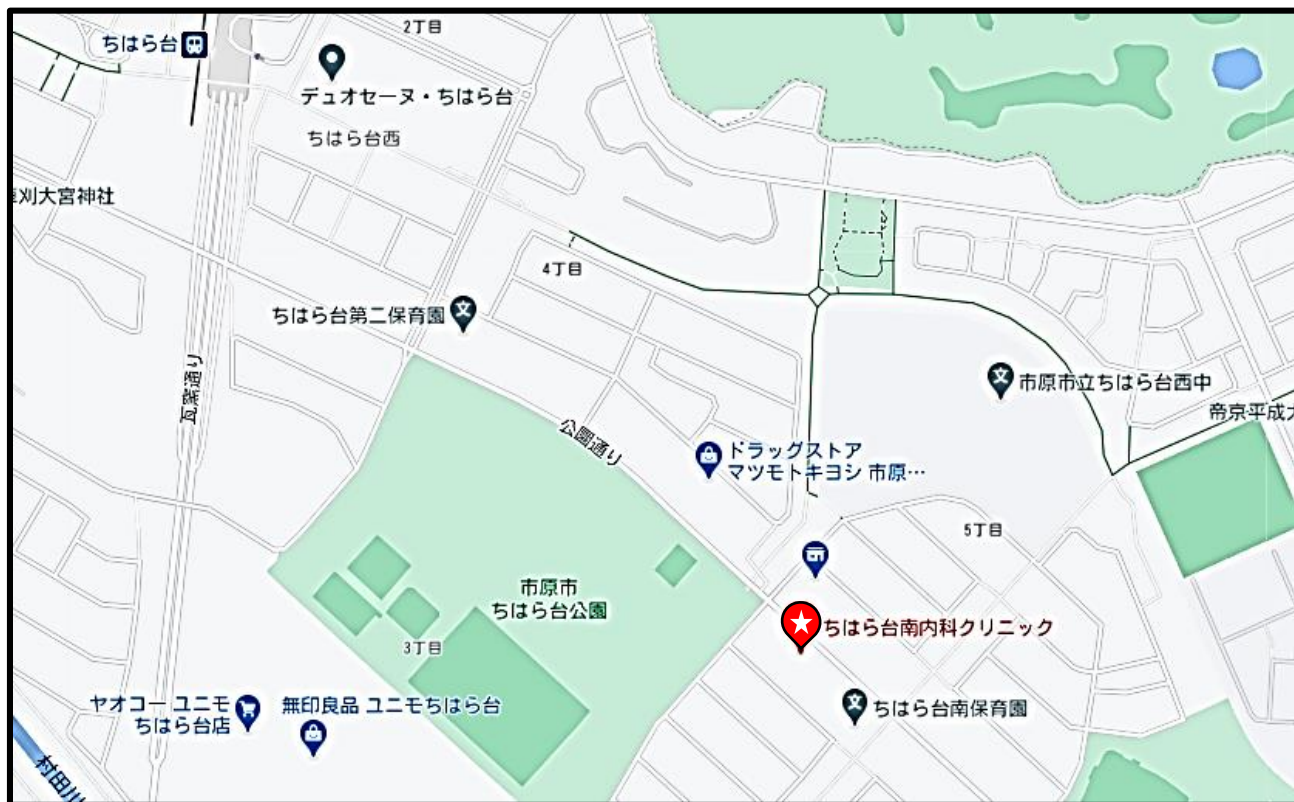 2丁目
ちはら台
デュオセーヌ・ちはら台
ちはら台西
刈大宮神社
4丁目
ちはら台第二保育園
瓦窯通り
市原市立ちはら台西中
帝京平成大
公園通り
ドラッグストア
マツモトキヨシ 市原…
5丁目
市原市
ちはら台公園
ちはら台南内科クリニック
3丁目
ヤオコー ユニモ
ちはら台店
無印良品 ユニモちはら台
ちはら台南保育園
村田川